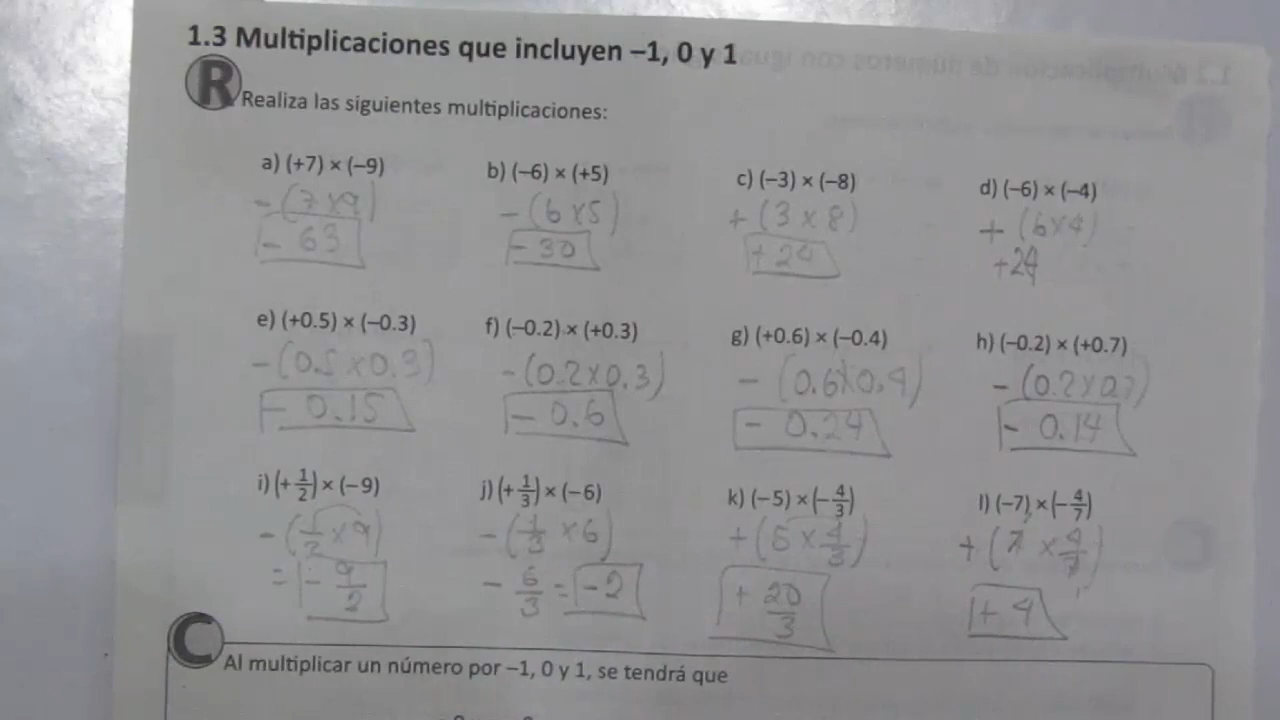 1.3 Multiplicaciones que incluyen –1, 0 y 1
R
Realiza las siguientes multiplicaciones:
a) (+7) × (–9) b) (–6) × (+5) c) (–3) × (–8) d) (–6) × (–4)
– (7 × 9) – (6 × 5) + (3 × 8) + (6 × 4)
– 63 – 30 + 24 +24
e) (+0.5) × (–0.3) f) (–0.2) × (+0.3) g) (+0.6) × (–0.4) h) (–0.2) × (+0.7)
– (0.5 × 0.3) – (0.2 × 0.3) – (0.6 × 0.4) – (0.2 × 0.7)
– 0.15 – 0.6 – 0.24 – 0.14
i) (+ 1/2) × (–9) j) (+ 1/3) × (–6) k) (–5) × (– 4/3) l) (–7) × (– 4/7)
– (1/2 × 9) – (1/3 × 6) + (5 × 4/3) + (7 × 4/7)
= – 9/2 – 6/3 = –2 + 20/3 + 4
C
Al multiplicar un número por –1, 0 y 1, se tendrá que